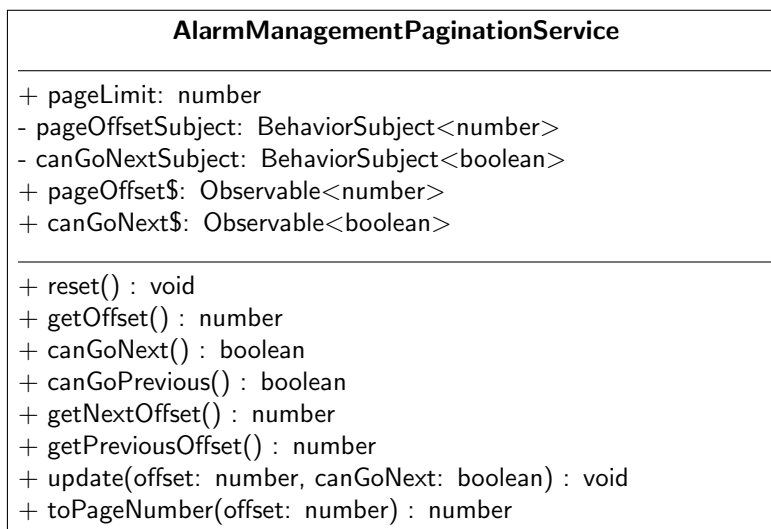 AlarmManagementPaginationService
+ pageLimit: number
- pageOffsetSubject: BehaviorSubject<number>
- canGoNextSubject: BehaviorSubject<boolean>
+ pageOffset$: Observable<number>
+ canGoNext$: Observable<boolean>
+ reset() : void
+ getOffset() : number
+ canGoNext() : boolean
+ canGoPrevious() : boolean
+ getNextOffset() : number
+ getPreviousOffset() : number
+ update(offset: number, canGoNext: boolean) : void
+ toPageNumber(offset: number) : number